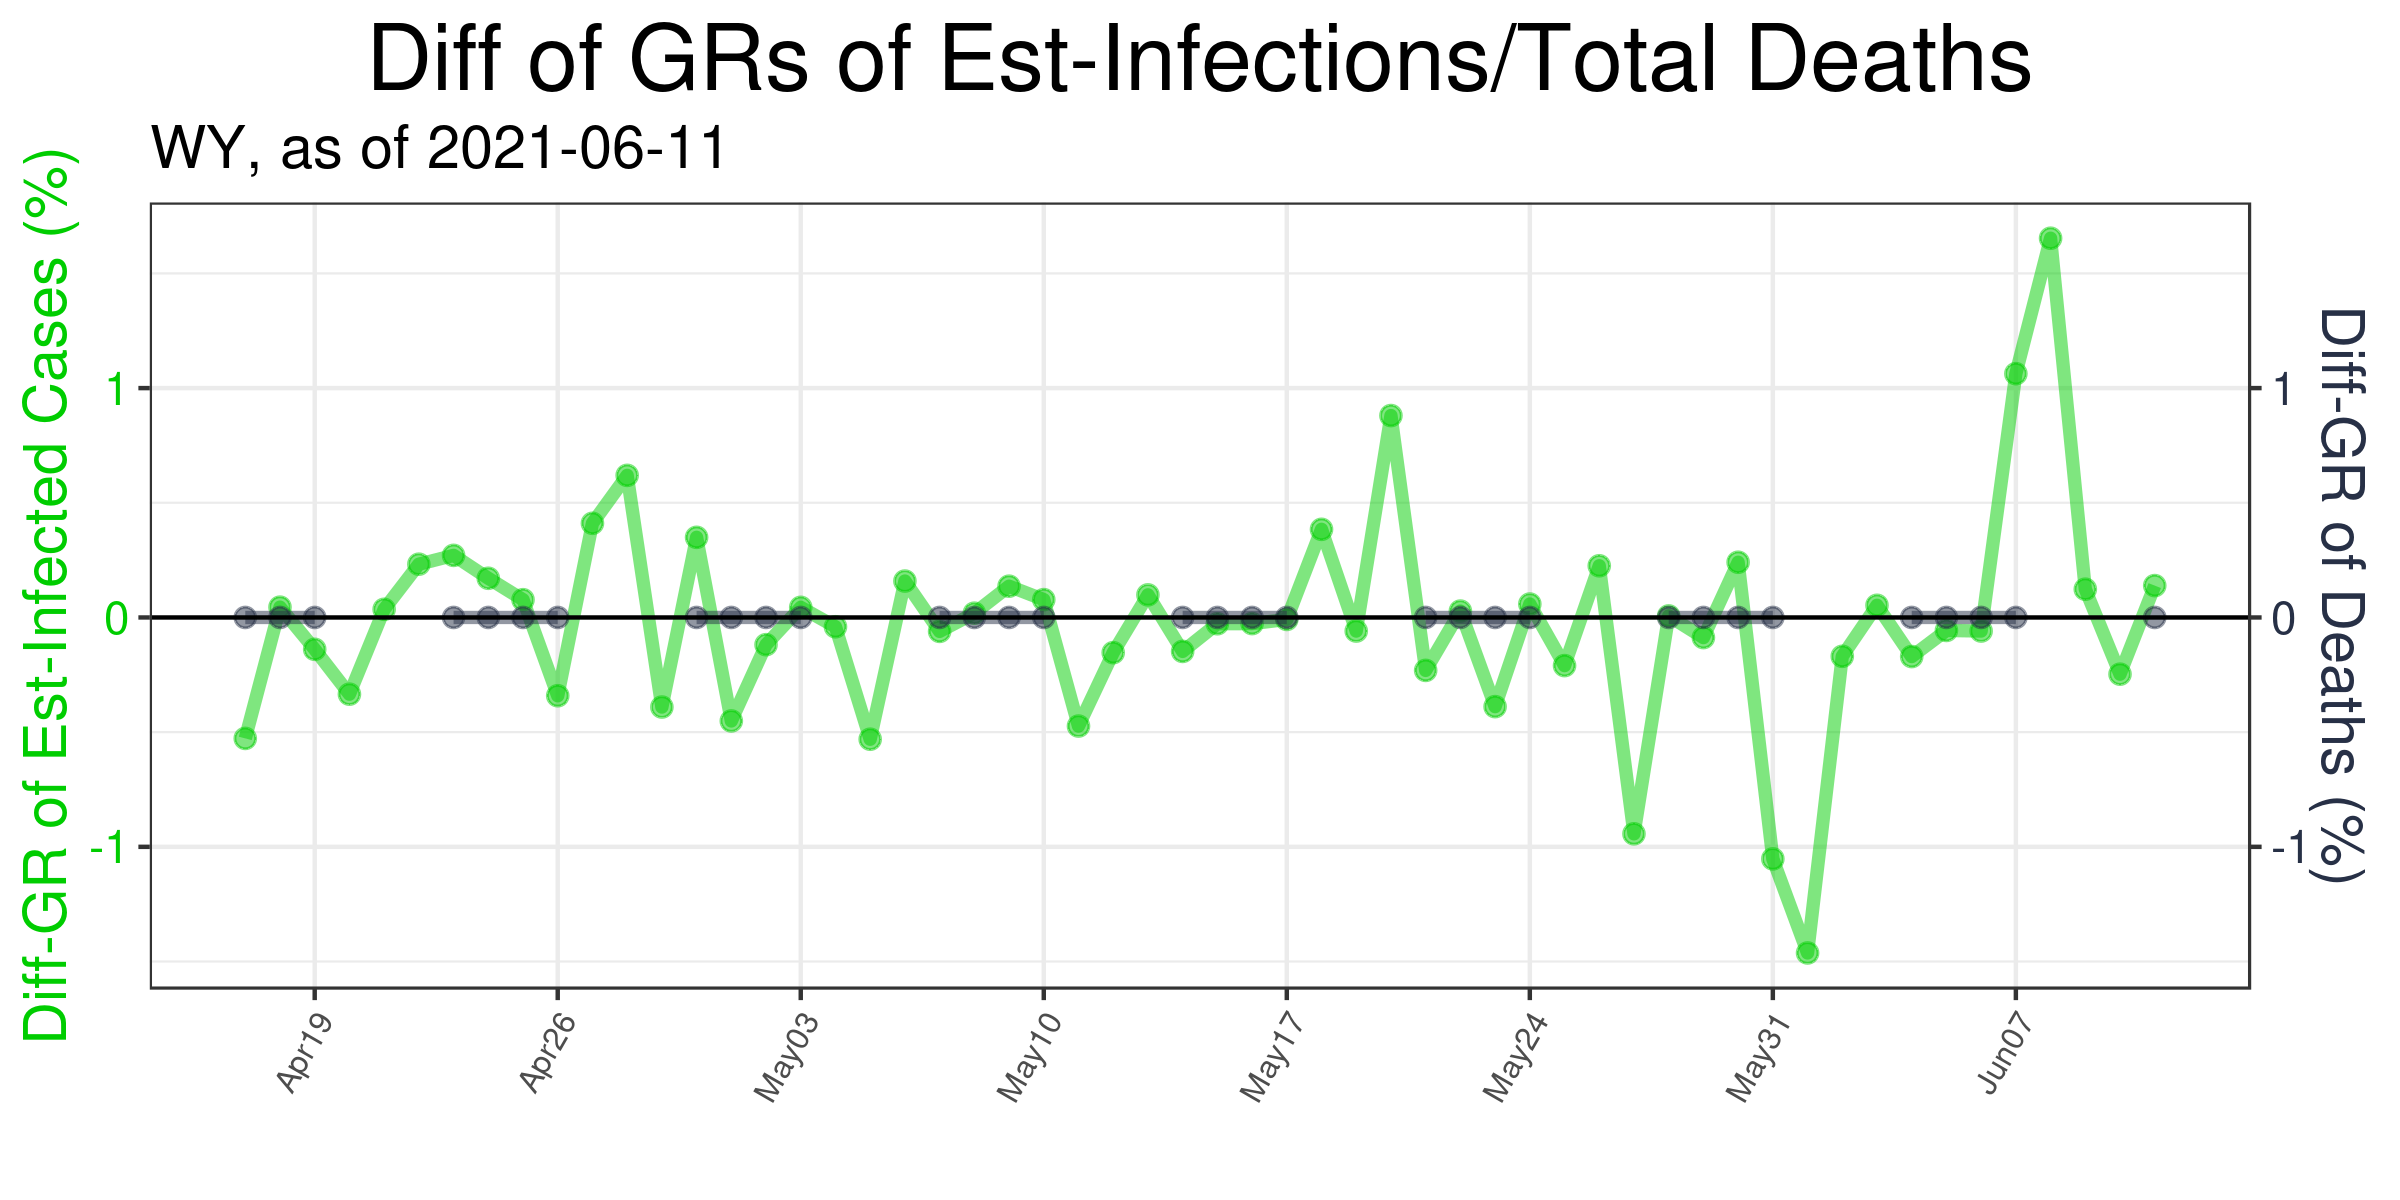 Diff of GRs of Est-Infections/Total Deaths
WY, as of 2021-06-11
Diff-GR of Est-Infected Cases (%)
1
0
-1
1
0
-1
Diff-GR of Deaths (%)
Apr19
Apr26
May03
May10
May17
May24
May31
Jun07